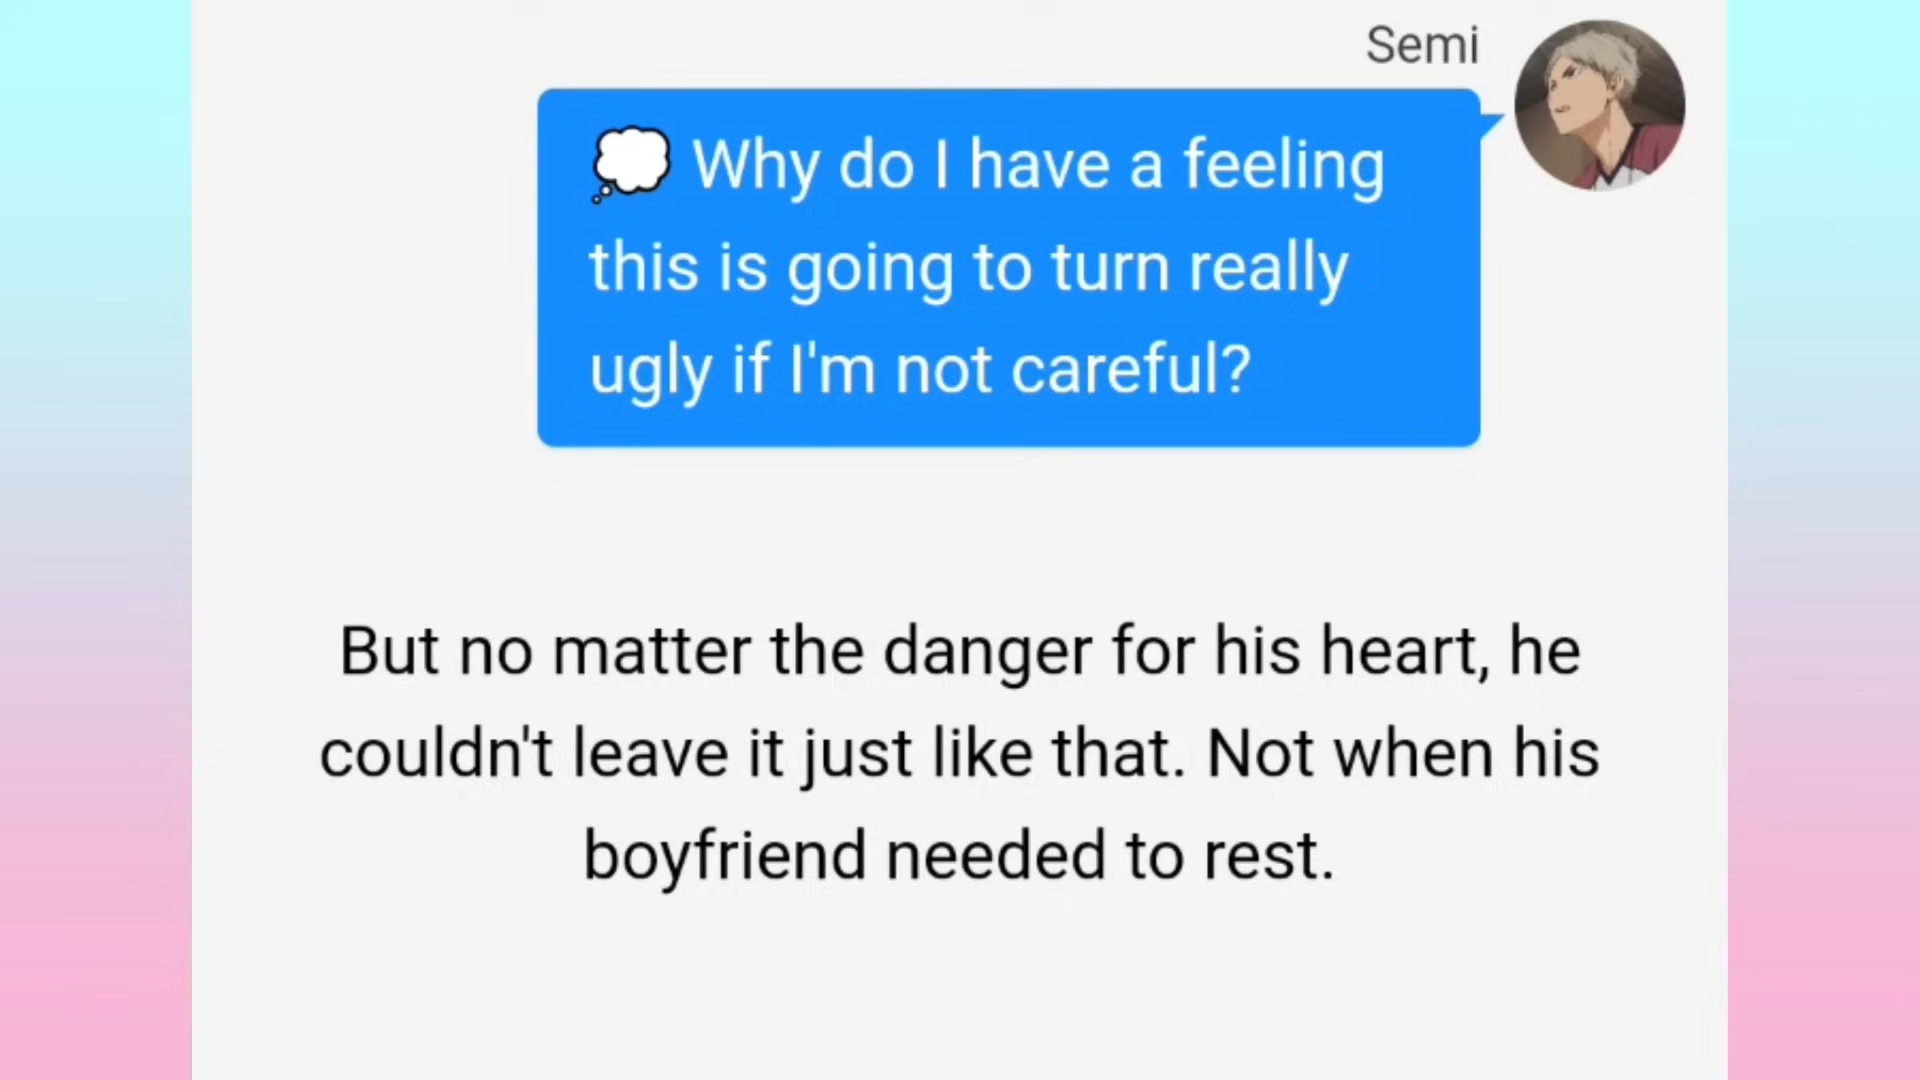 Semi
💭 Why do I have a feeling
this is going to turn really
ugly if I'm not careful?
But no matter the danger for his heart, he
couldn't leave it just like that. Not when his
boyfriend needed to rest.